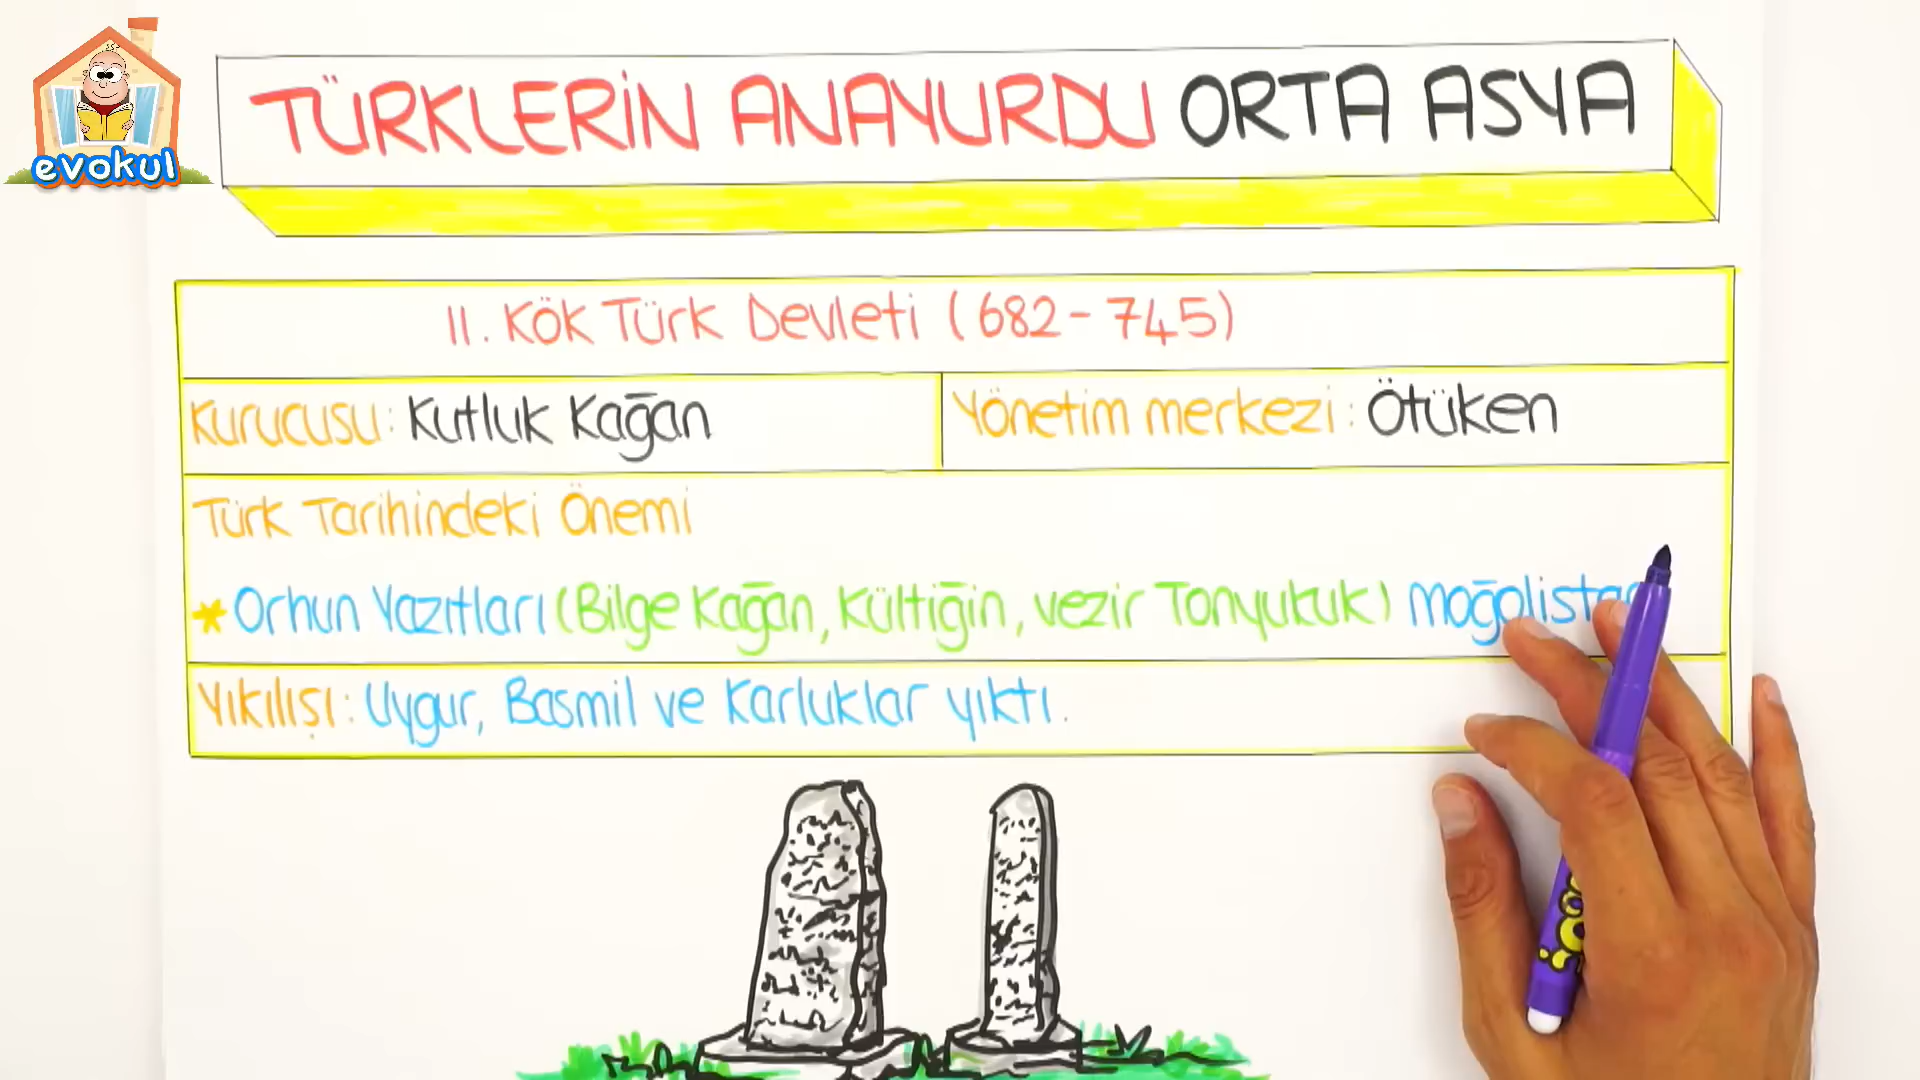 evokul
TÜRKLERİN ANAYURDU ORTA ASYA
II. Kök Türk Devleti (682-745)
Kurucusu: Kutluk Kağan
Yönetim merkezi: Ötüken
Türk Tarihindeki Önemi
* Orhun Yazıtları (Bilge Kağan, Kültiğin, vezir Tonyukuk)
Yıkılışı: Uygur, Basmil ve Karluklar yıktı.